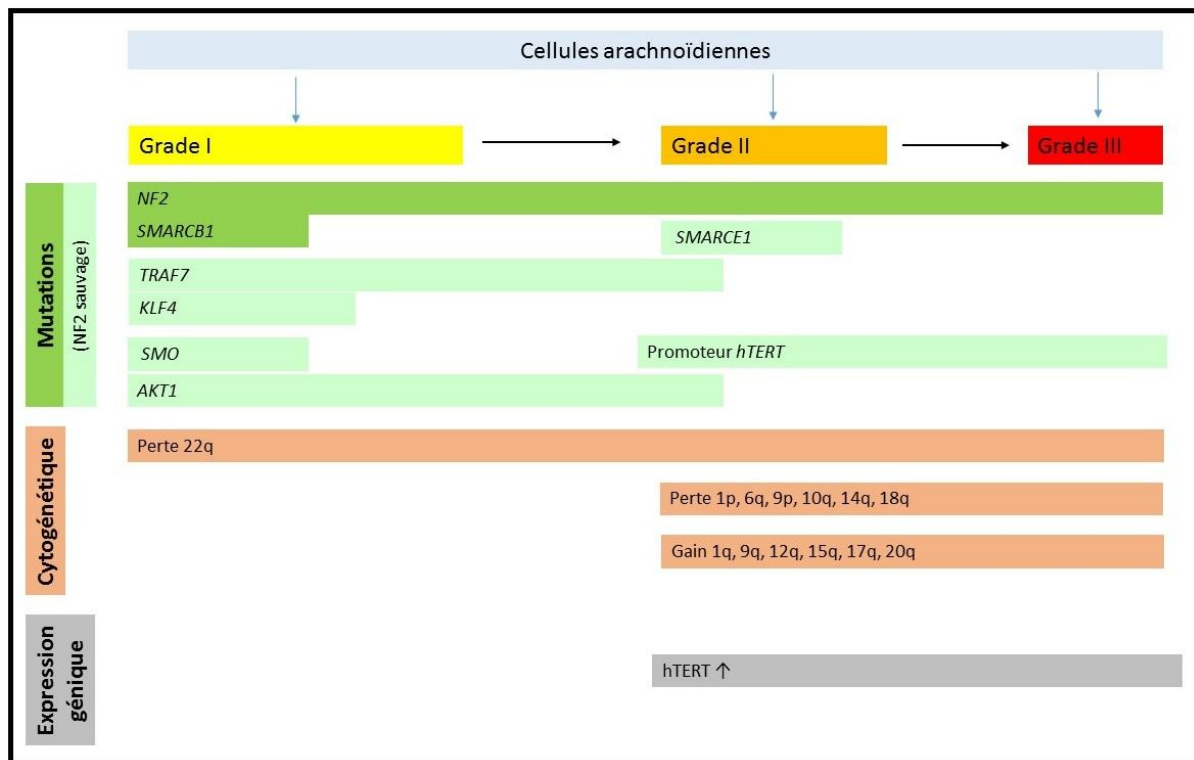 Cellules arachnoïdiennes
Grade I
Grade II
Grade III
Mutations
(NF2 sauvage)
NF2
SMARCB1
SMARCE1
TRAF7
KLF4
SMO
Promoteur hTERT
AKT1
Cytogénétique
Perte 22q
Perte 1p, 6q, 9p, 10q, 14q, 18q
Gain 1q, 9q, 12q, 15q, 17q, 20q
Expression
génique
hTERT ↑